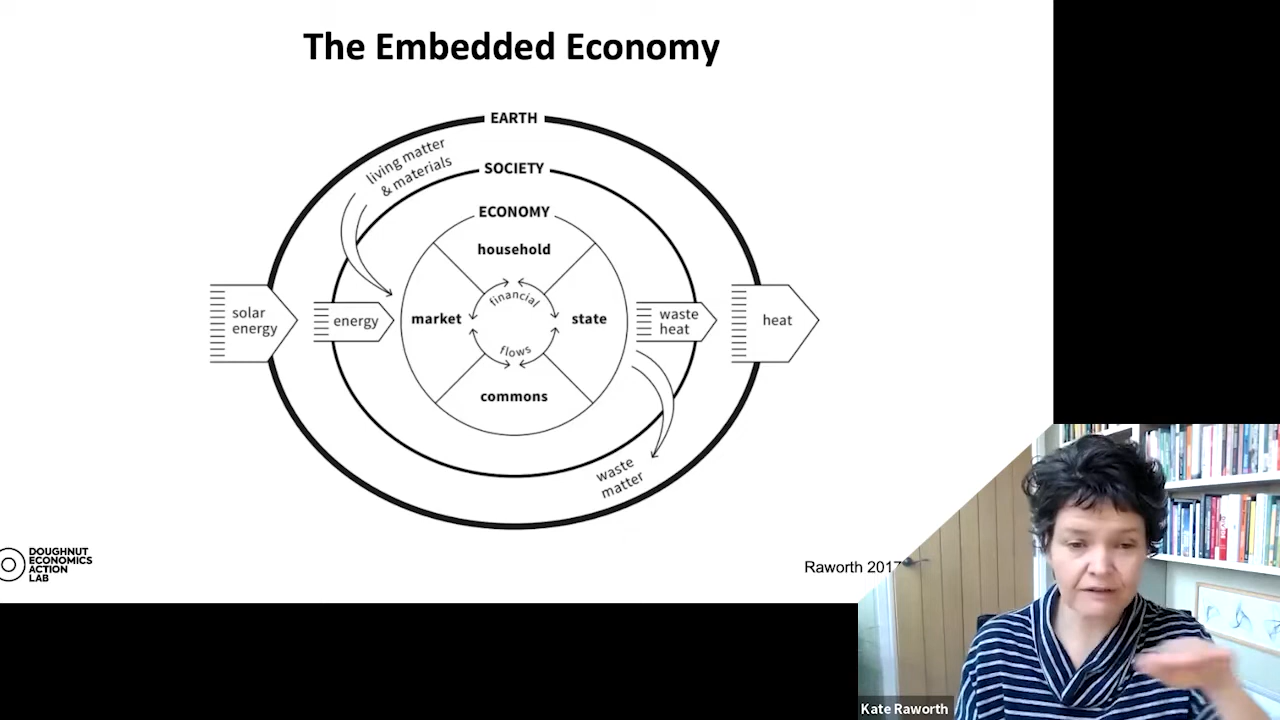 The Embedded Economy
EARTH
living matter
& materials
SOCIETY
ECONOMY
household
financial
solar
energy
energy
market
state
waste
heat
heat
flows
commons
waste
matter
DOUGHNUT
ECONOMICS
ACTION
LAB
Raworth 2017
Kate Raworth